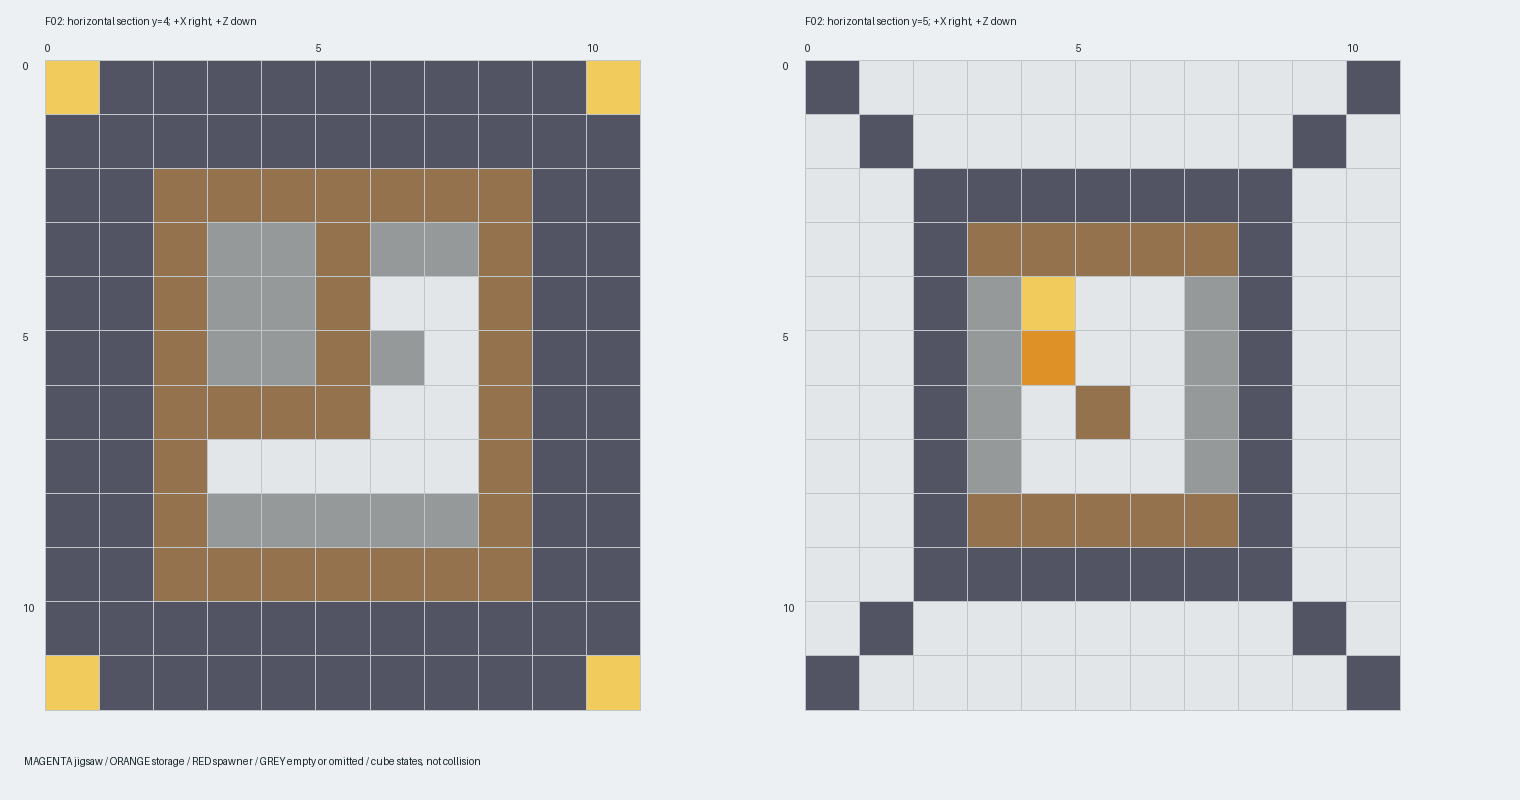 F02: horizontal section y=4; +X right, +Z down
0 5 10
0
5
10
F02: horizontal section y=5; +X right, +Z down
0 5 10
0
5
10
MAGENTA jigsaw / ORANGE storage / RED spawner / GREY empty or omitted / cube states, not collision